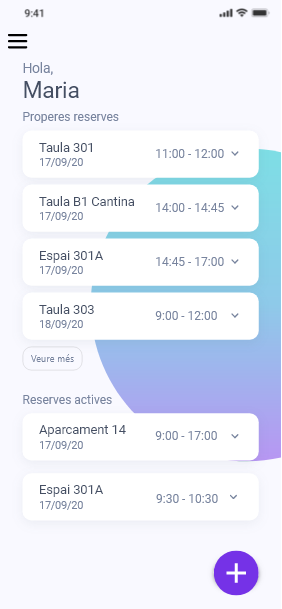 9:41
Hola,
Maria
Properes reserves
Taula 301
17/09/20
11:00 - 12:00
Taula B1 Cantina
17/09/20
14:00 - 14:45
Espai 301A
17/09/20
14:45 - 17:00
Taula 303
18/09/20
9:00 - 12:00
Veure més
Reserves actives
Aparcament 14
17/09/20
9:00 - 17:00
Espai 301A
17/09/20
9:30 - 10:30